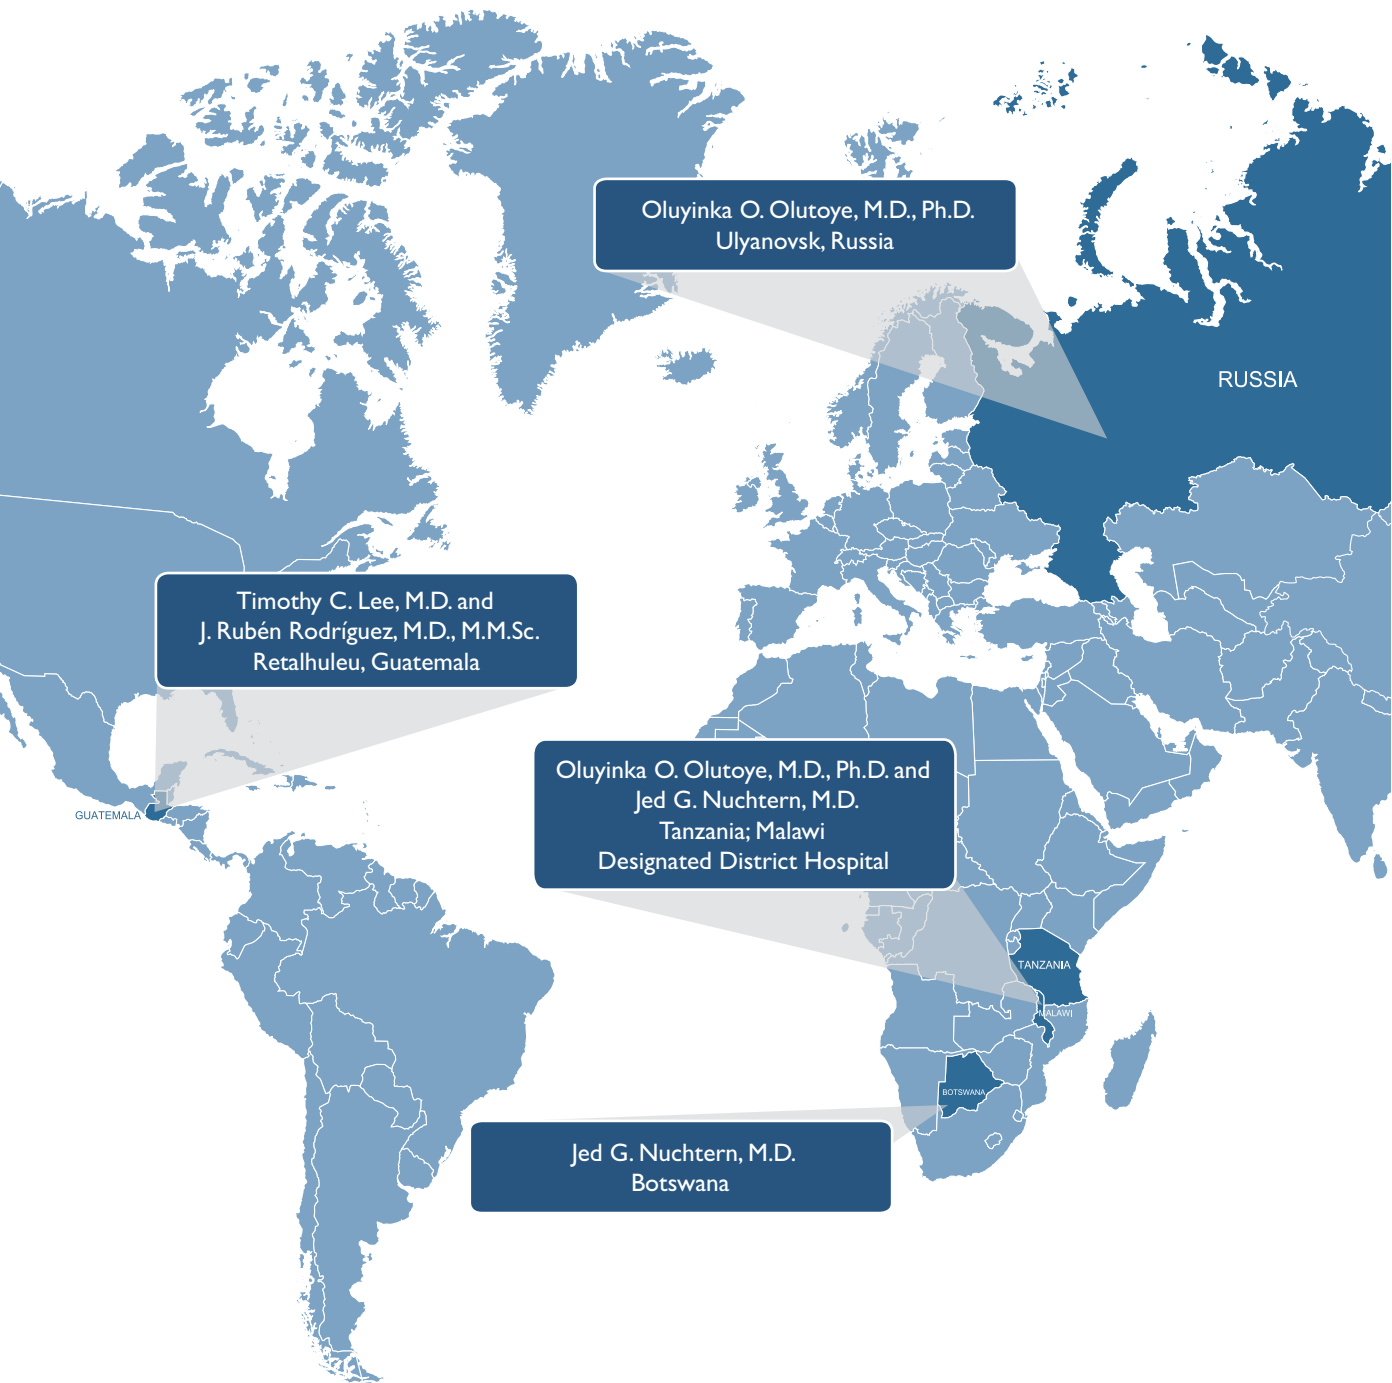 Oluyinka O. Olutoye, M.D., Ph.D.
Ulyanovsk, Russia
RUSSIA
Timothy C. Lee, M.D. and
J. Rubén Rodríguez, M.D., M.M.Sc.
Retalhuleu, Guatemala
GUATEMALA
Oluyinka O. Olutoye, M.D., Ph.D. and
Jed G. Nuchtern, M.D.
Tanzania; Malawi
Designated District Hospital
TANZANIA
MALAWI
BOTSWANA
Jed G. Nuchtern, M.D.
Botswana